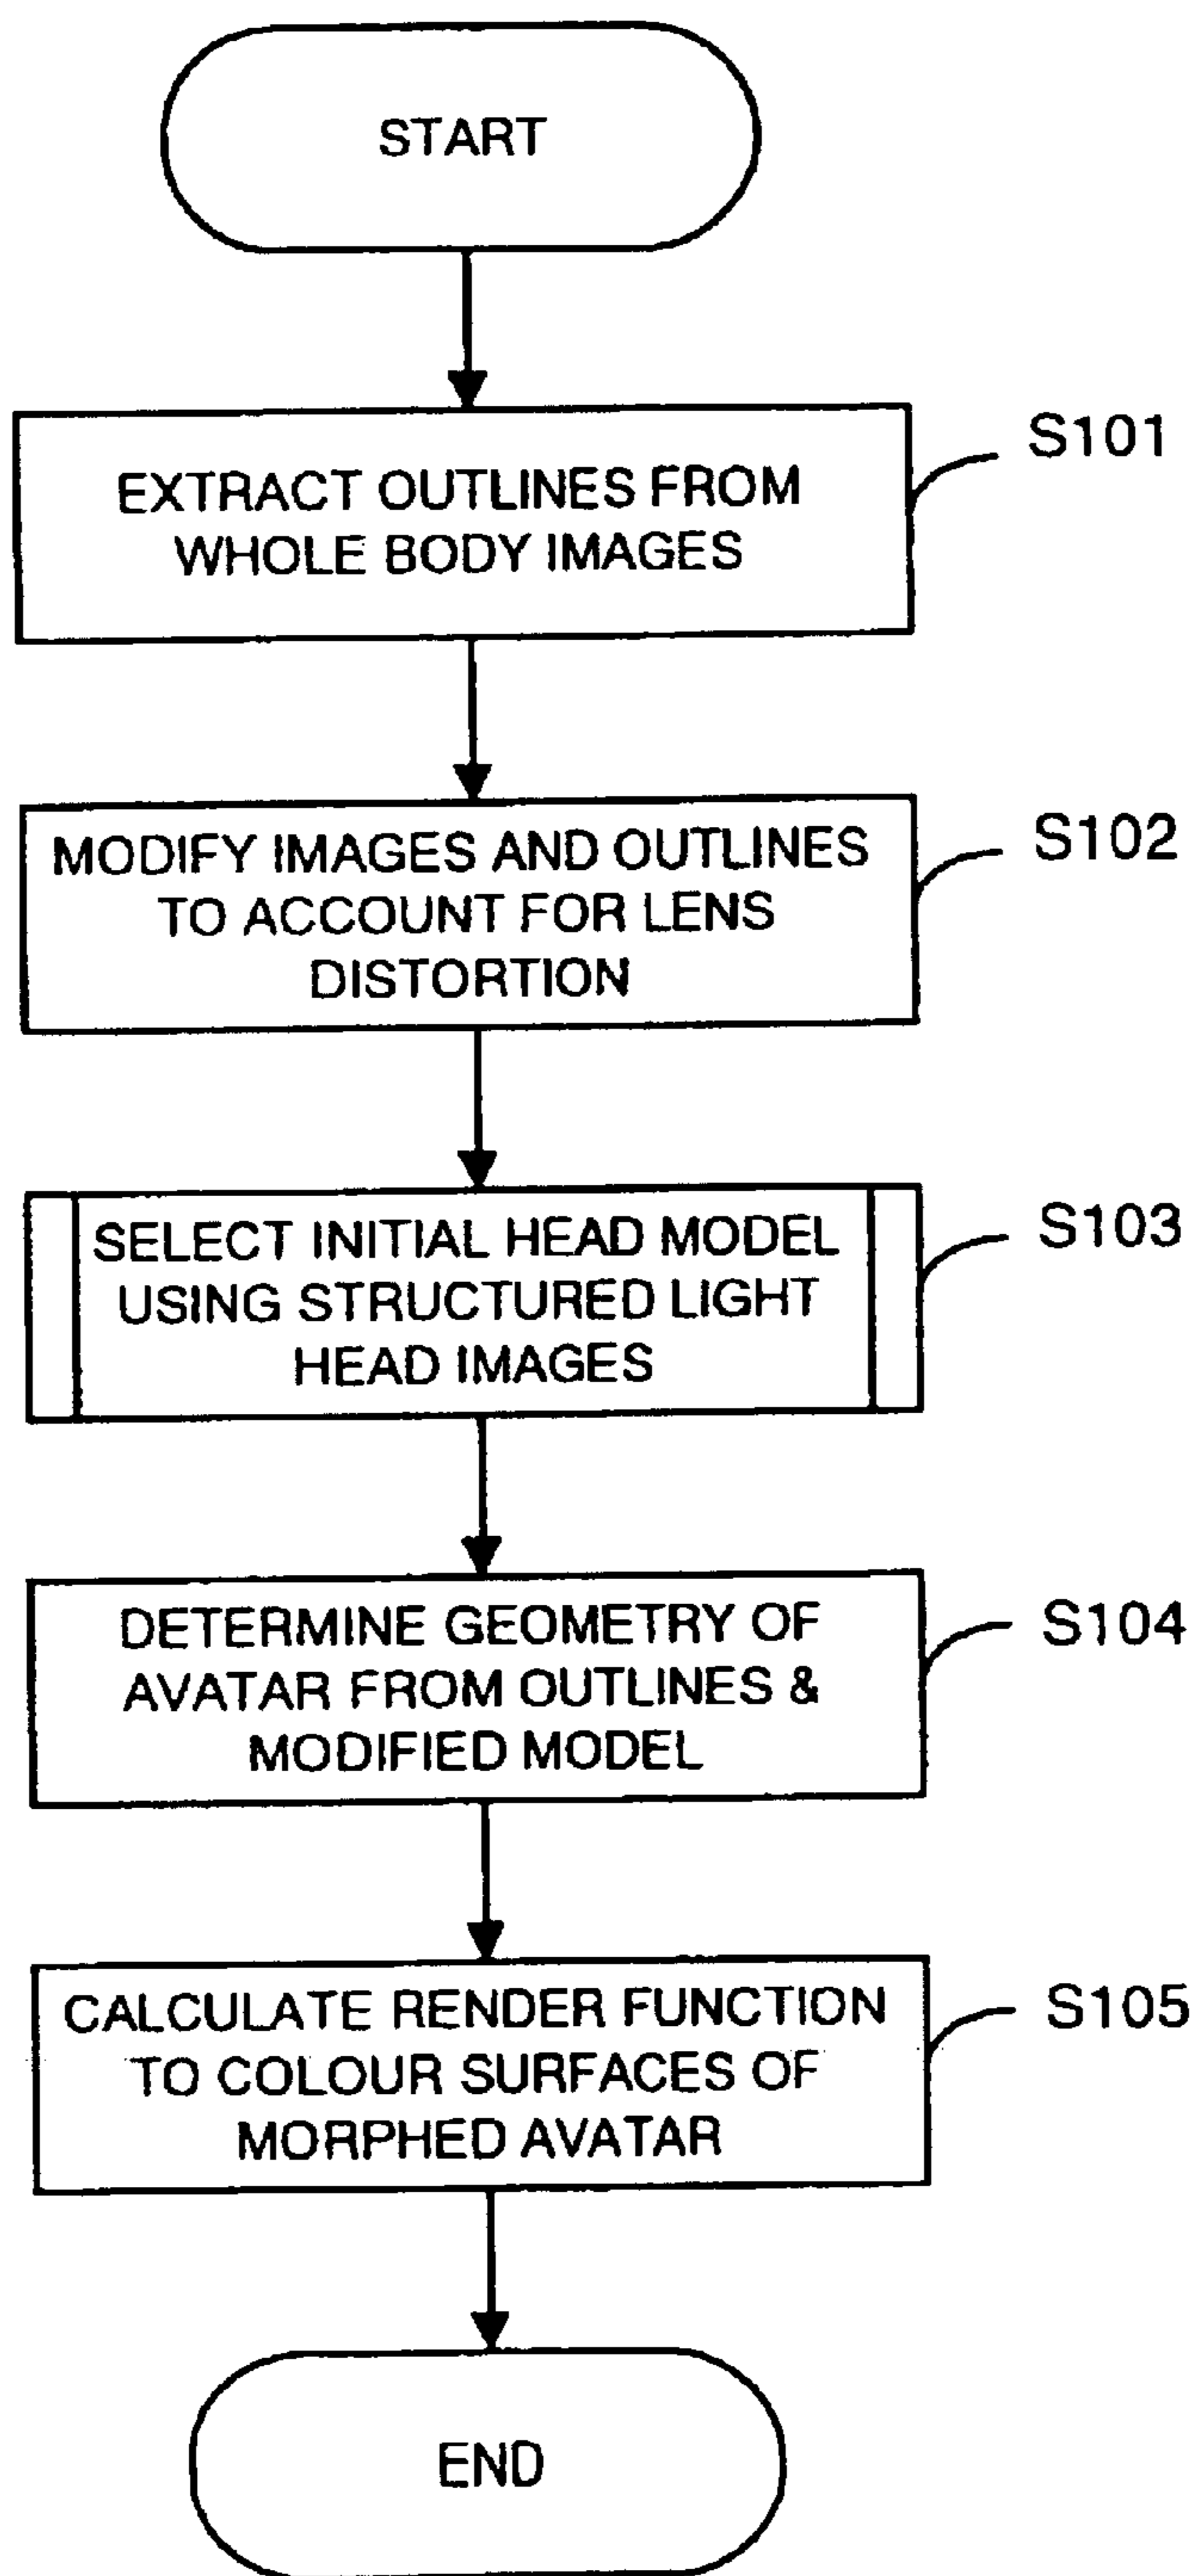 START
EXTRACT OUTLINES FROM
WHOLE BODY IMAGES
S101
MODIFY IMAGES AND OUTLINES
TO ACCOUNT FOR LENS
DISTORTION
S102
SELECT INITIAL HEAD MODEL
USING STRUCTURED LIGHT
HEAD IMAGES
S103
DETERMINE GEOMETRY OF
AVATAR FROM OUTLINES &
MODIFIED MODEL
S104
CALCULATE RENDER FUNCTION
TO COLOUR SURFACES OF
MORPHED AVATAR
S105
END